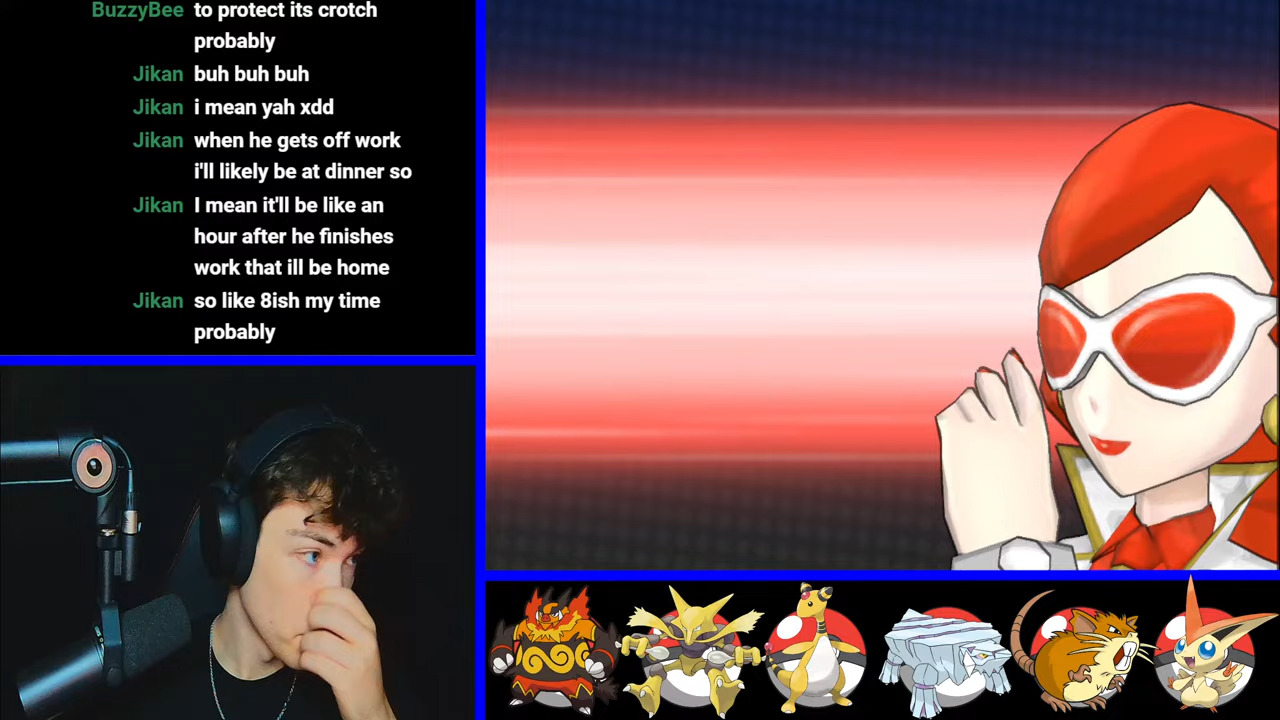 BuzzyBee to protect its crotch
probably
Jikan buh buh buh
Jikan i mean yah xdd
Jikan when he gets off work
i'll likely be at dinner so
Jikan I mean it'll be like an
hour after he finishes
work that ill be home
Jikan so like 8ish my time
probably